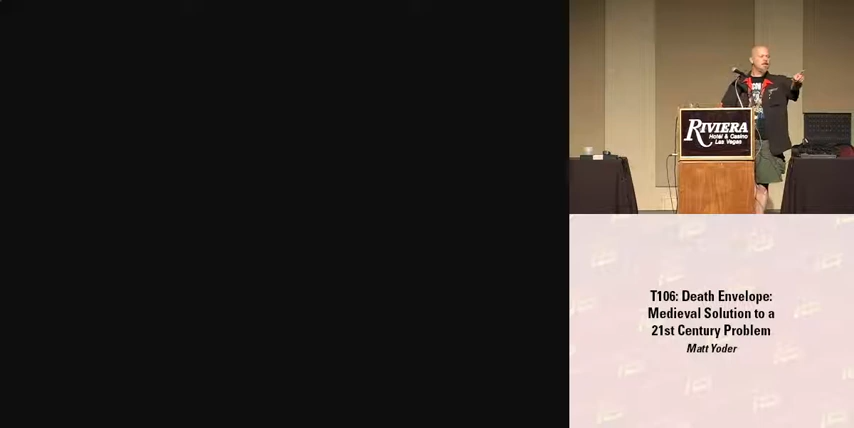 RIVIERA
Hotel & Casino
Las Vegas
T106: Death Envelope:
Medieval Solution to a
21st Century Problem
Matt Yoder